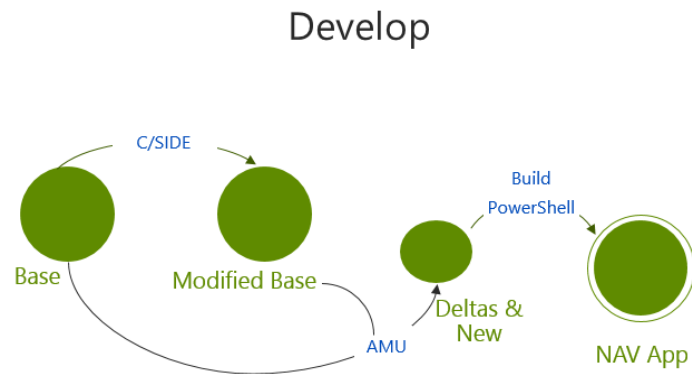 Develop
C/SIDE
Build
PowerShell
Base
Modified Base
Deltas &
New
AMU
NAV App